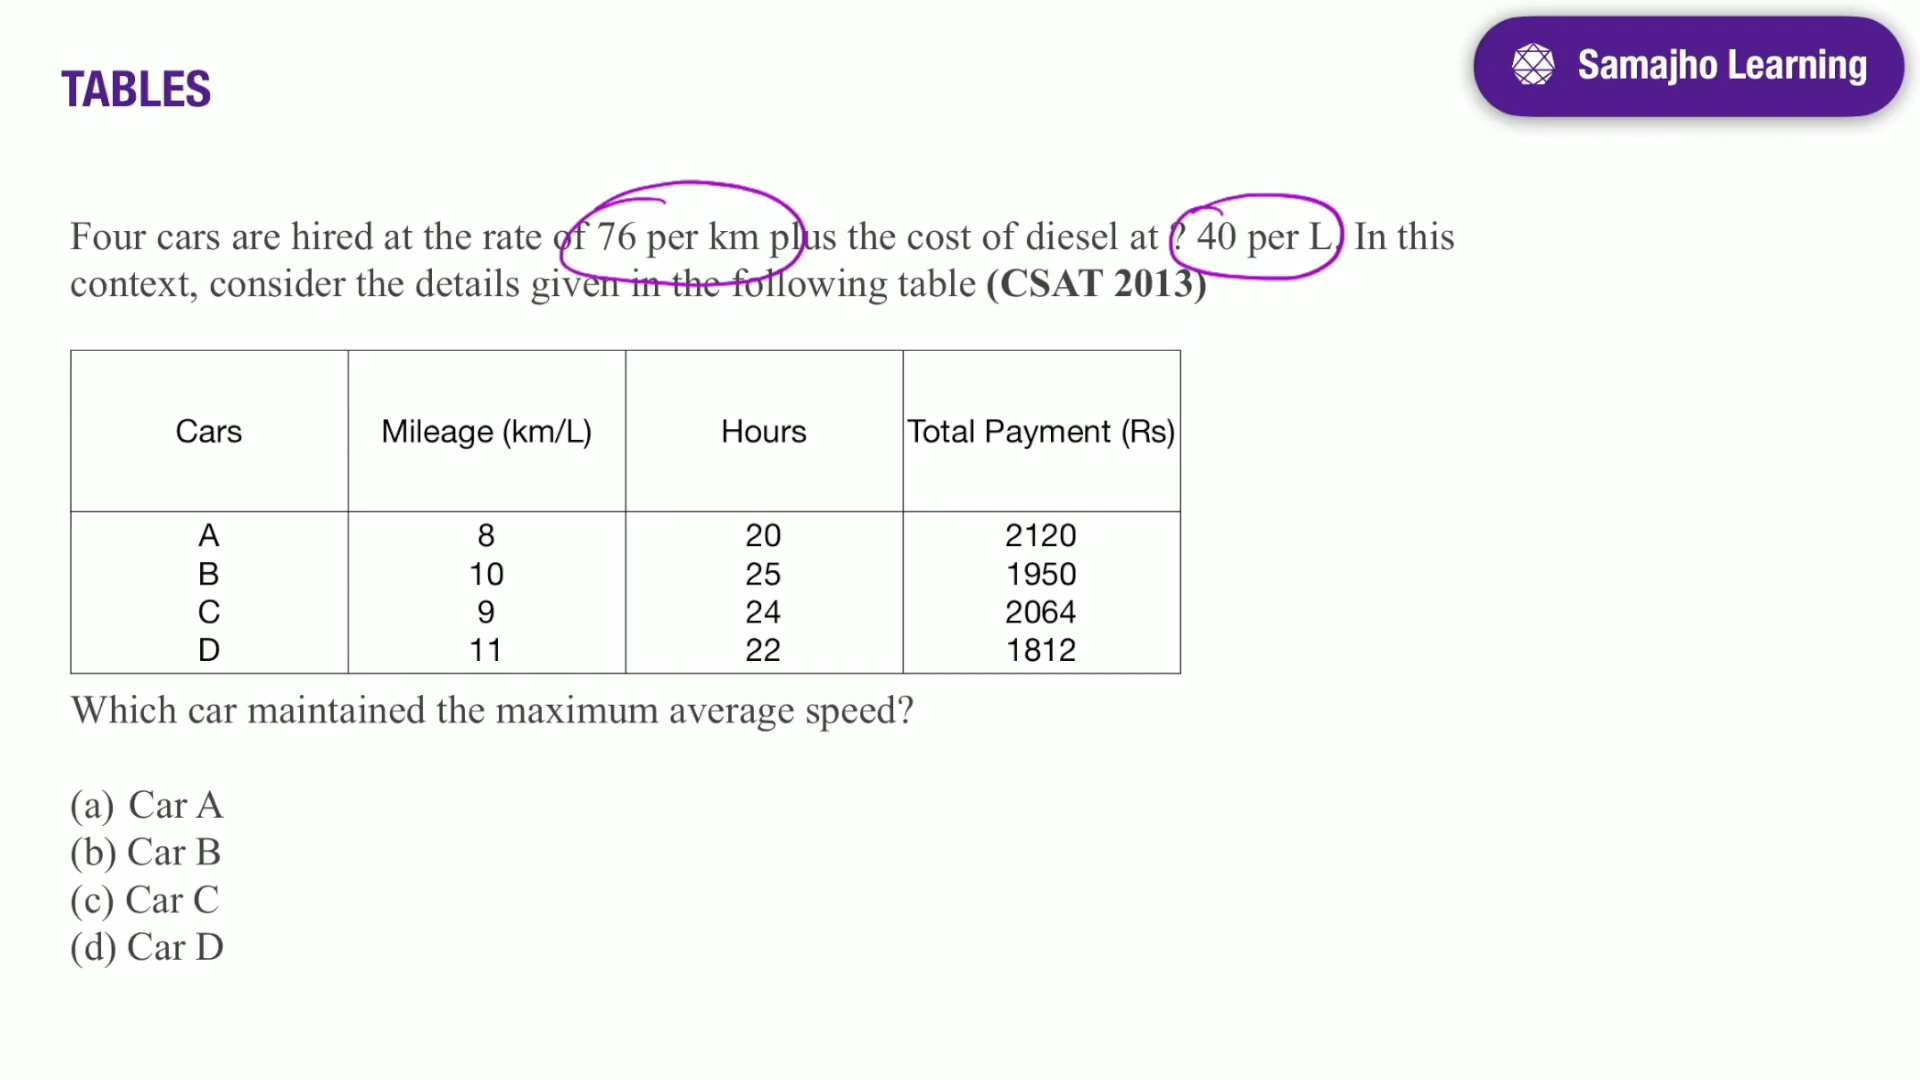 TABLES
Samajho Learning
Four cars are hired at the rate of 76 per km plus the cost of diesel at ? 40 per L. In this
context, consider the details given in the following table (CSAT 2013)
Cars Mileage (km/L) Hours Total Payment (Rs)
A 8 20 2120
B 10 25 1950
C 9 24 2064
D 11 22 1812
Which car maintained the maximum average speed?
(a) Car A
(b) Car B
(c) Car C
(d) Car D